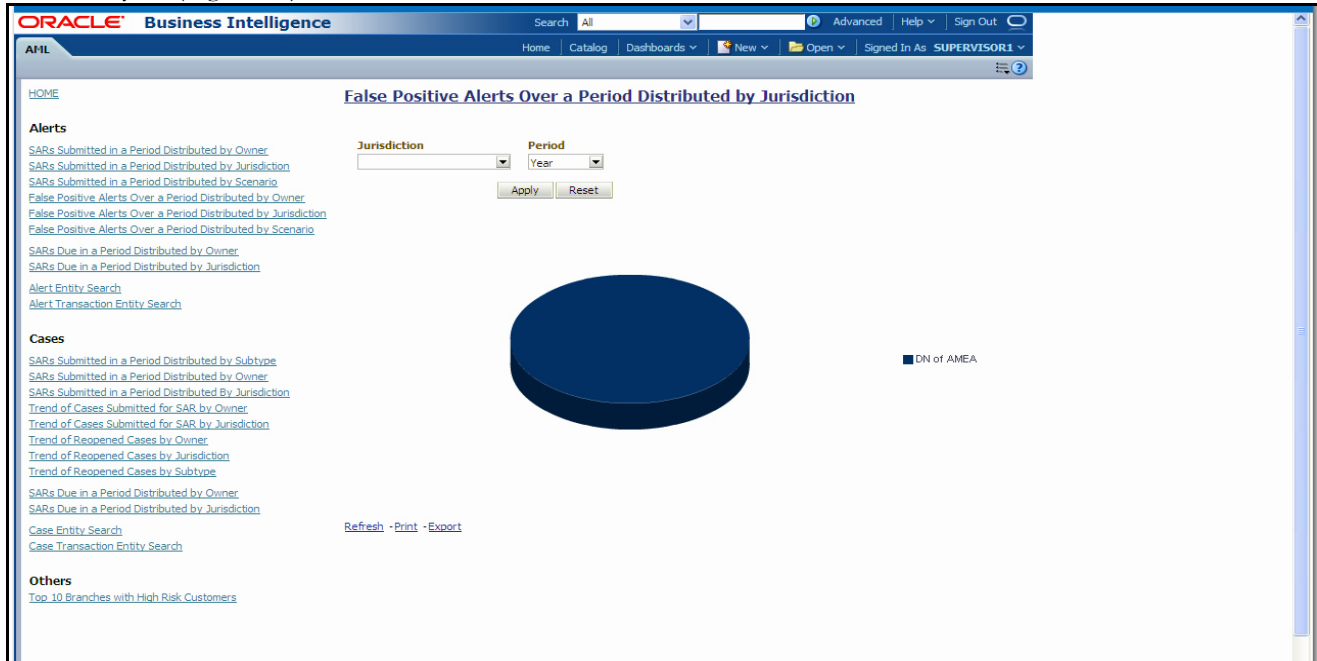 ORACLE Business Intelligence
Search All Advanced Help Sign Out
AML
Home Catalog Dashboards New Open Signed In As SUPERVISOR1
HOME
Alerts
SARs Submitted in a Period Distributed by Owner
SARs Submitted in a Period Distributed by Jurisdiction
SARs Submitted in a Period Distributed by Scenario
False Positive Alerts Over a Period Distributed by Owner
False Positive Alerts Over a Period Distributed by Jurisdiction
False Positive Alerts Over a Period Distributed by Scenario
SARs Due in a Period Distributed by Owner
SARs Due in a Period Distributed by Jurisdiction
Alert Entity Search
Alert Transaction Entity Search
Cases
SARs Submitted in a Period Distributed by Subtype
SARs Submitted in a Period Distributed by Owner
SARs Submitted in a Period Distributed By Jurisdiction
Trend of Cases Submitted for SAR by Owner
Trend of Cases Submitted for SAR by Jurisdiction
Trend of Reopened Cases by Owner
Trend of Reopened Cases by Jurisdiction
Trend of Reopened Cases by Subtype
SARs Due in a Period Distributed by Owner
SARs Due in a Period Distributed by Jurisdiction
Case Entity Search
Case Transaction Entity Search
Others
Top 10 Branches with High Risk Customers
False Positive Alerts Over a Period Distributed by Jurisdiction
Jurisdiction Period
Year
Apply Reset
DN of AMEA
Refresh - Print - Export